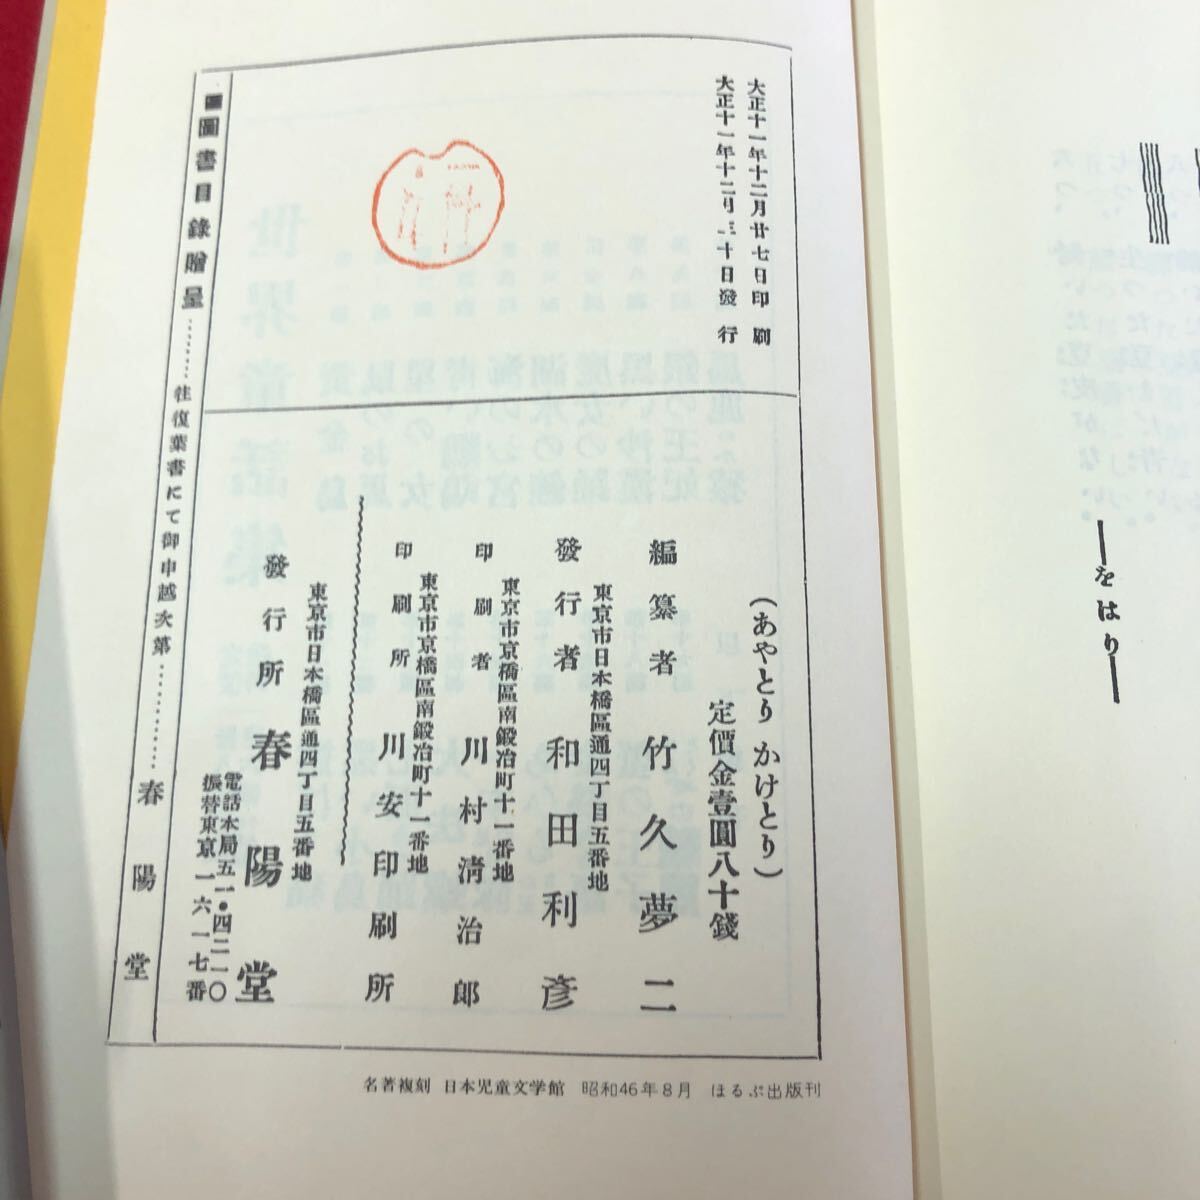 ―をはり―
大正十一年十二月廿七日印刷
大正十一年十二月三十日發行
(あやとりかけとり)
定價金壹圓八十錢
編纂者 竹久夢二
東京市日本橋區通四丁目五番地
發行者 和田利彦
東京市京橋區南鍛冶町十一番地
印刷者 川村淸治郎
東京市京橋區南鍛冶町十一番地
印刷所 川安印刷所
東京市日本橋區通四丁目五番地
發行所 春陽堂
電話本局五一・四二一〇
振替東京一六一七番
圖書目錄贈呈………往復葉書にて御申越次第…………春陽堂
名著複刻 日本児童文学館 昭和46年8月 ほるぷ出版刊